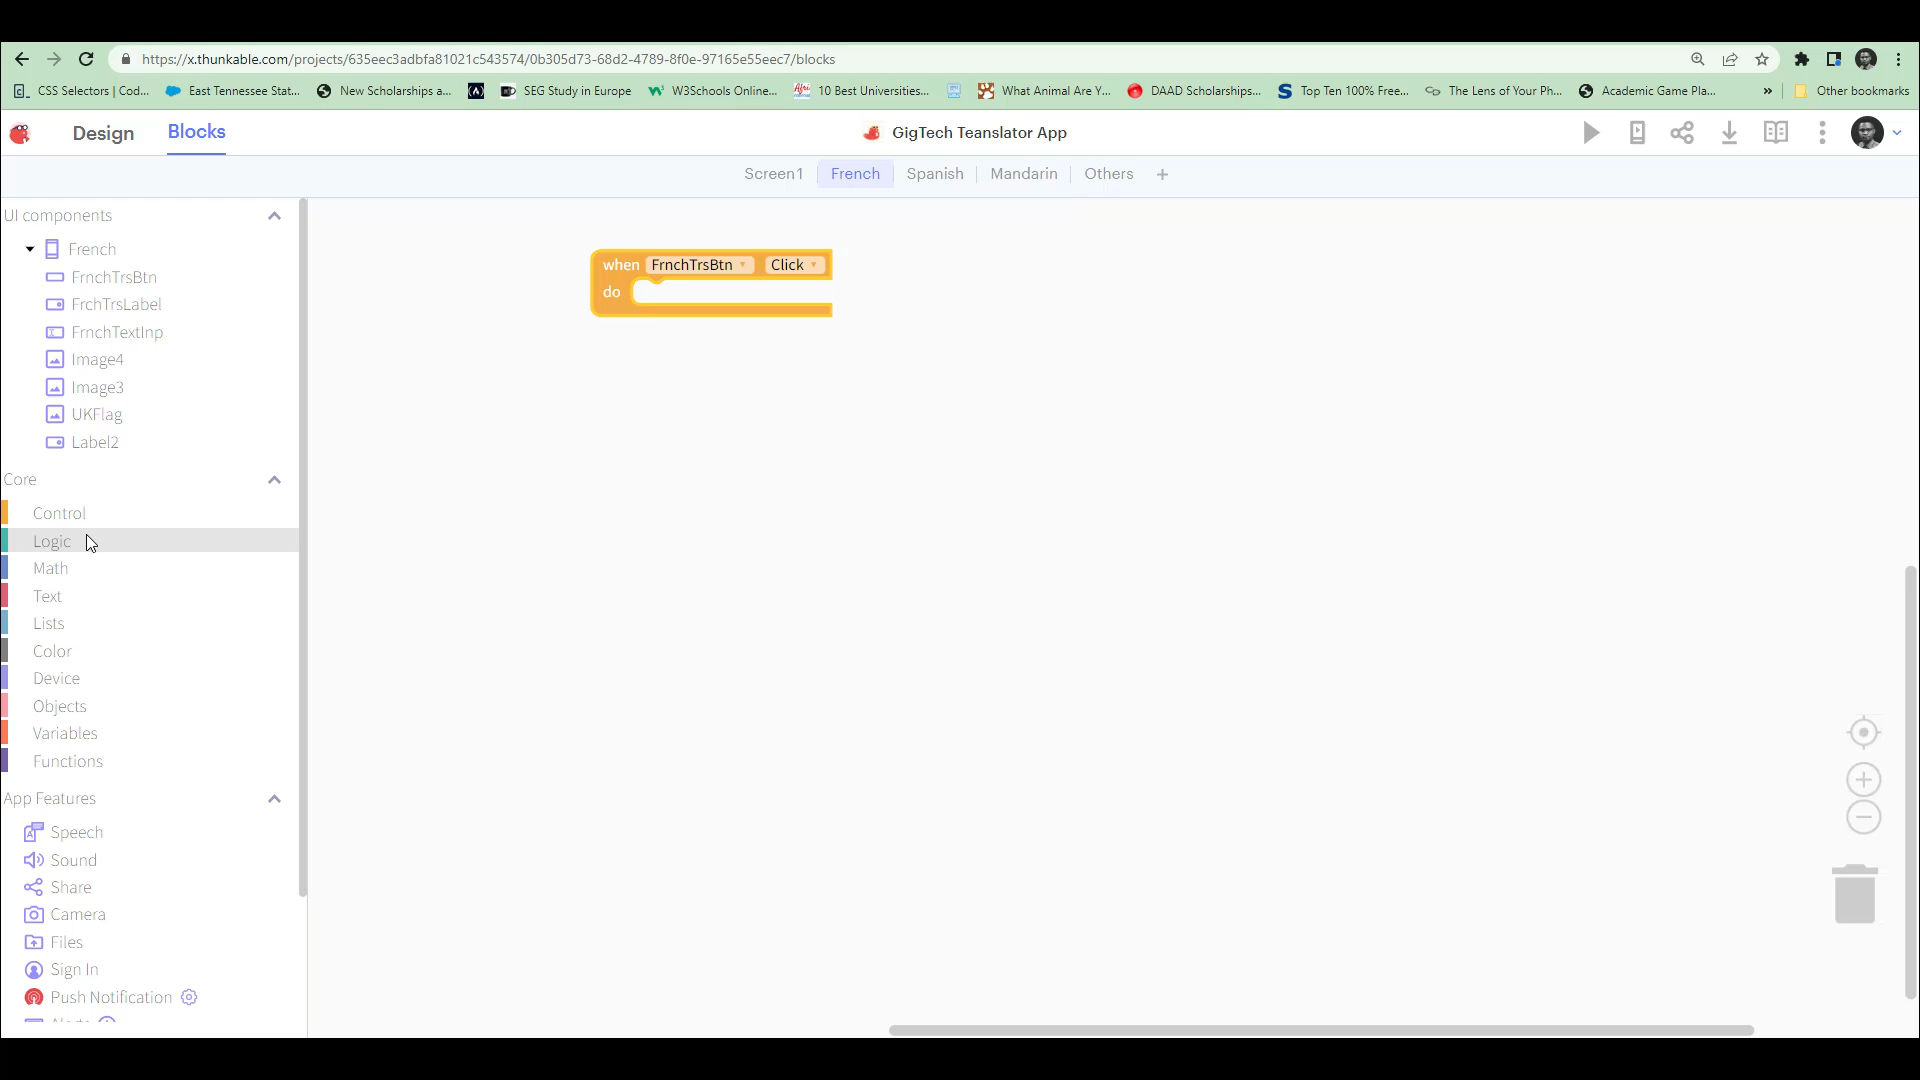 https://x.thunkable.com/projects/635eec3adbfa81021c543574/0b305d73-68d2-4789-8f0e-97165e55eec7/blocks
CSS Selectors | Cod... East Tennessee Stat... New Scholarships a... SEG Study in Europe W3Schools Online... 10 Best Universities... What Animal Are Y... DAAD Scholarships... Top Ten 100% Free... The Lens of Your Ph... Academic Game Pla... » Other bookmarks
Design Blocks GigTech Teanslator App
Screen1 French Spanish Mandarin Others +
UI components
French
FrnchTrsBtn
FrchTrsLabel
FrnchTextInp
Image4
Image3
UKFlag
Label2
Core
Control
Logic
Math
Text
Lists
Color
Device
Objects
Variables
Functions
App Features
Speech
Sound
Share
Camera
Files
Sign In
Push Notification
when FrnchTrsBtn Click
do